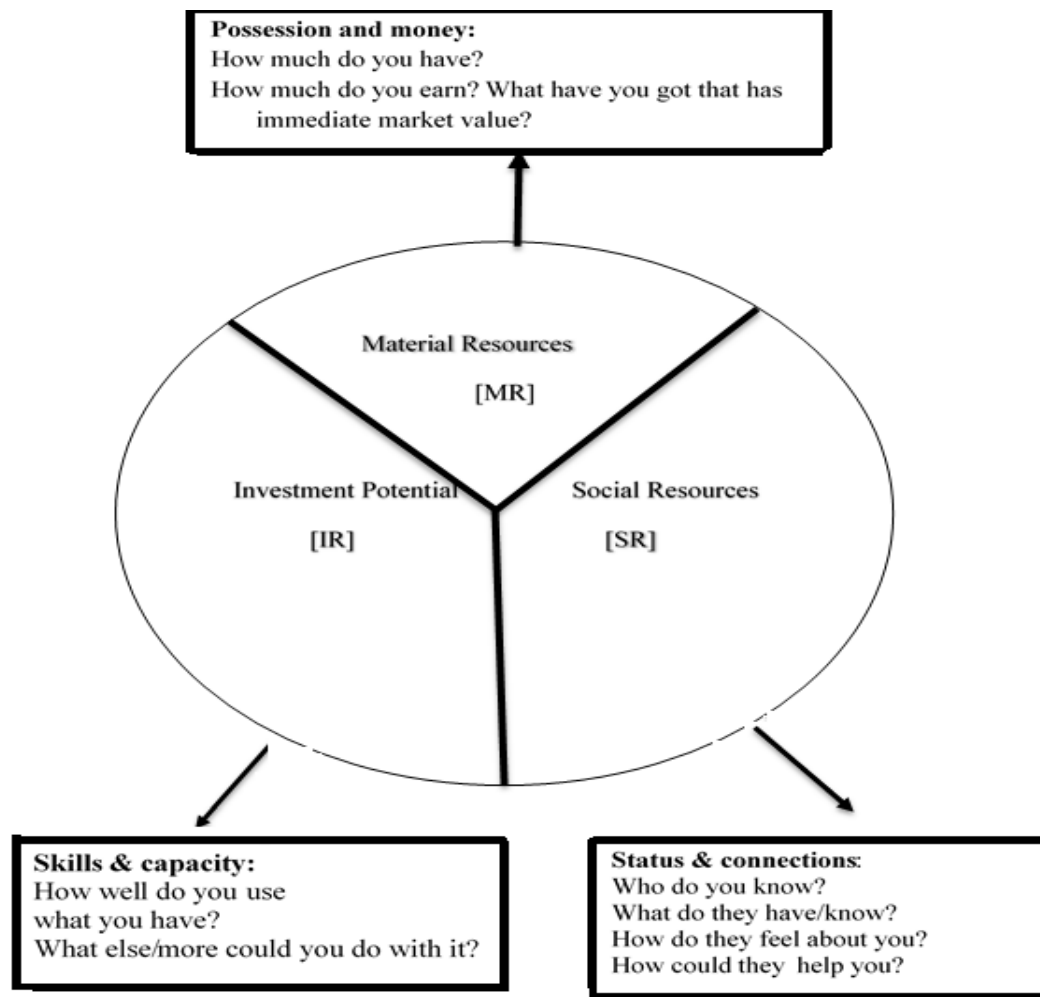 Possession and money:
How much do you have?
How much do you earn? What have you got that has
immediate market value?
Material Resources
[MR]
Investment Potential
[IR]
Social Resources
[SR]
Skills & capacity:
How well do you use
what you have?
What else/more could you do with it?
Status & connections:
Who do you know?
What do they have/know?
How do they feel about you?
How could they help you?